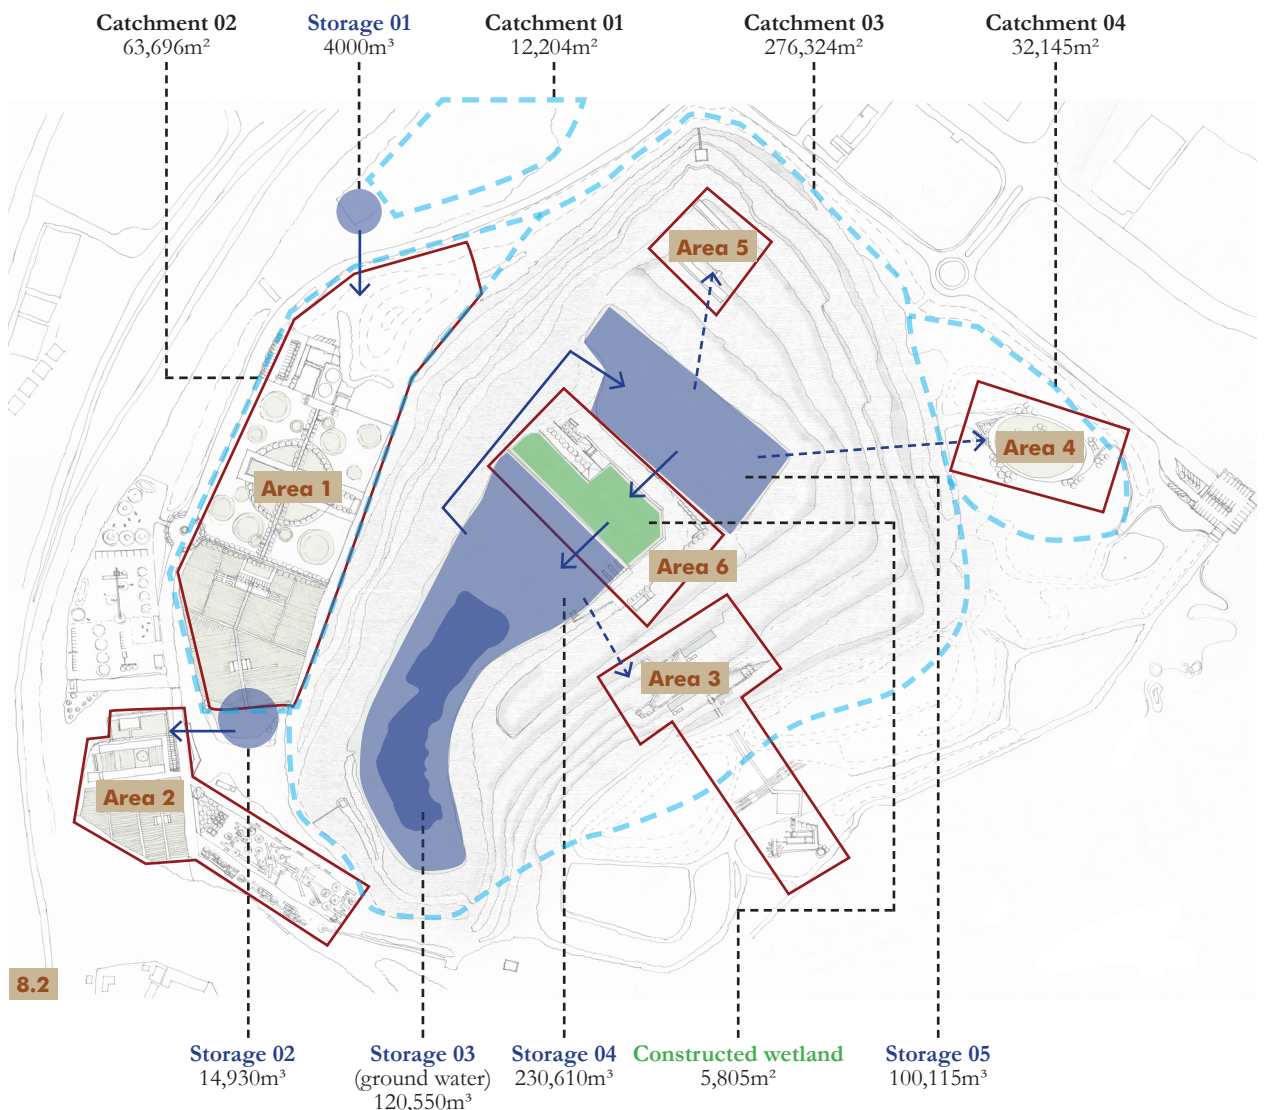 Catchment 02
63,696m²
Storage 01
4000m³
Catchment 01
12,204m²
Catchment 03
276,324m²
Catchment 04
32,145m²
Area 5
Area 4
Area 1
Area 6
Area 3
Area 2
8.2
Storage 02
14,930m³
Storage 03
(ground water)
120,550m³
Storage 04
230,610m³
Constructed wetland
5,805m²
Storage 05
100,115m³